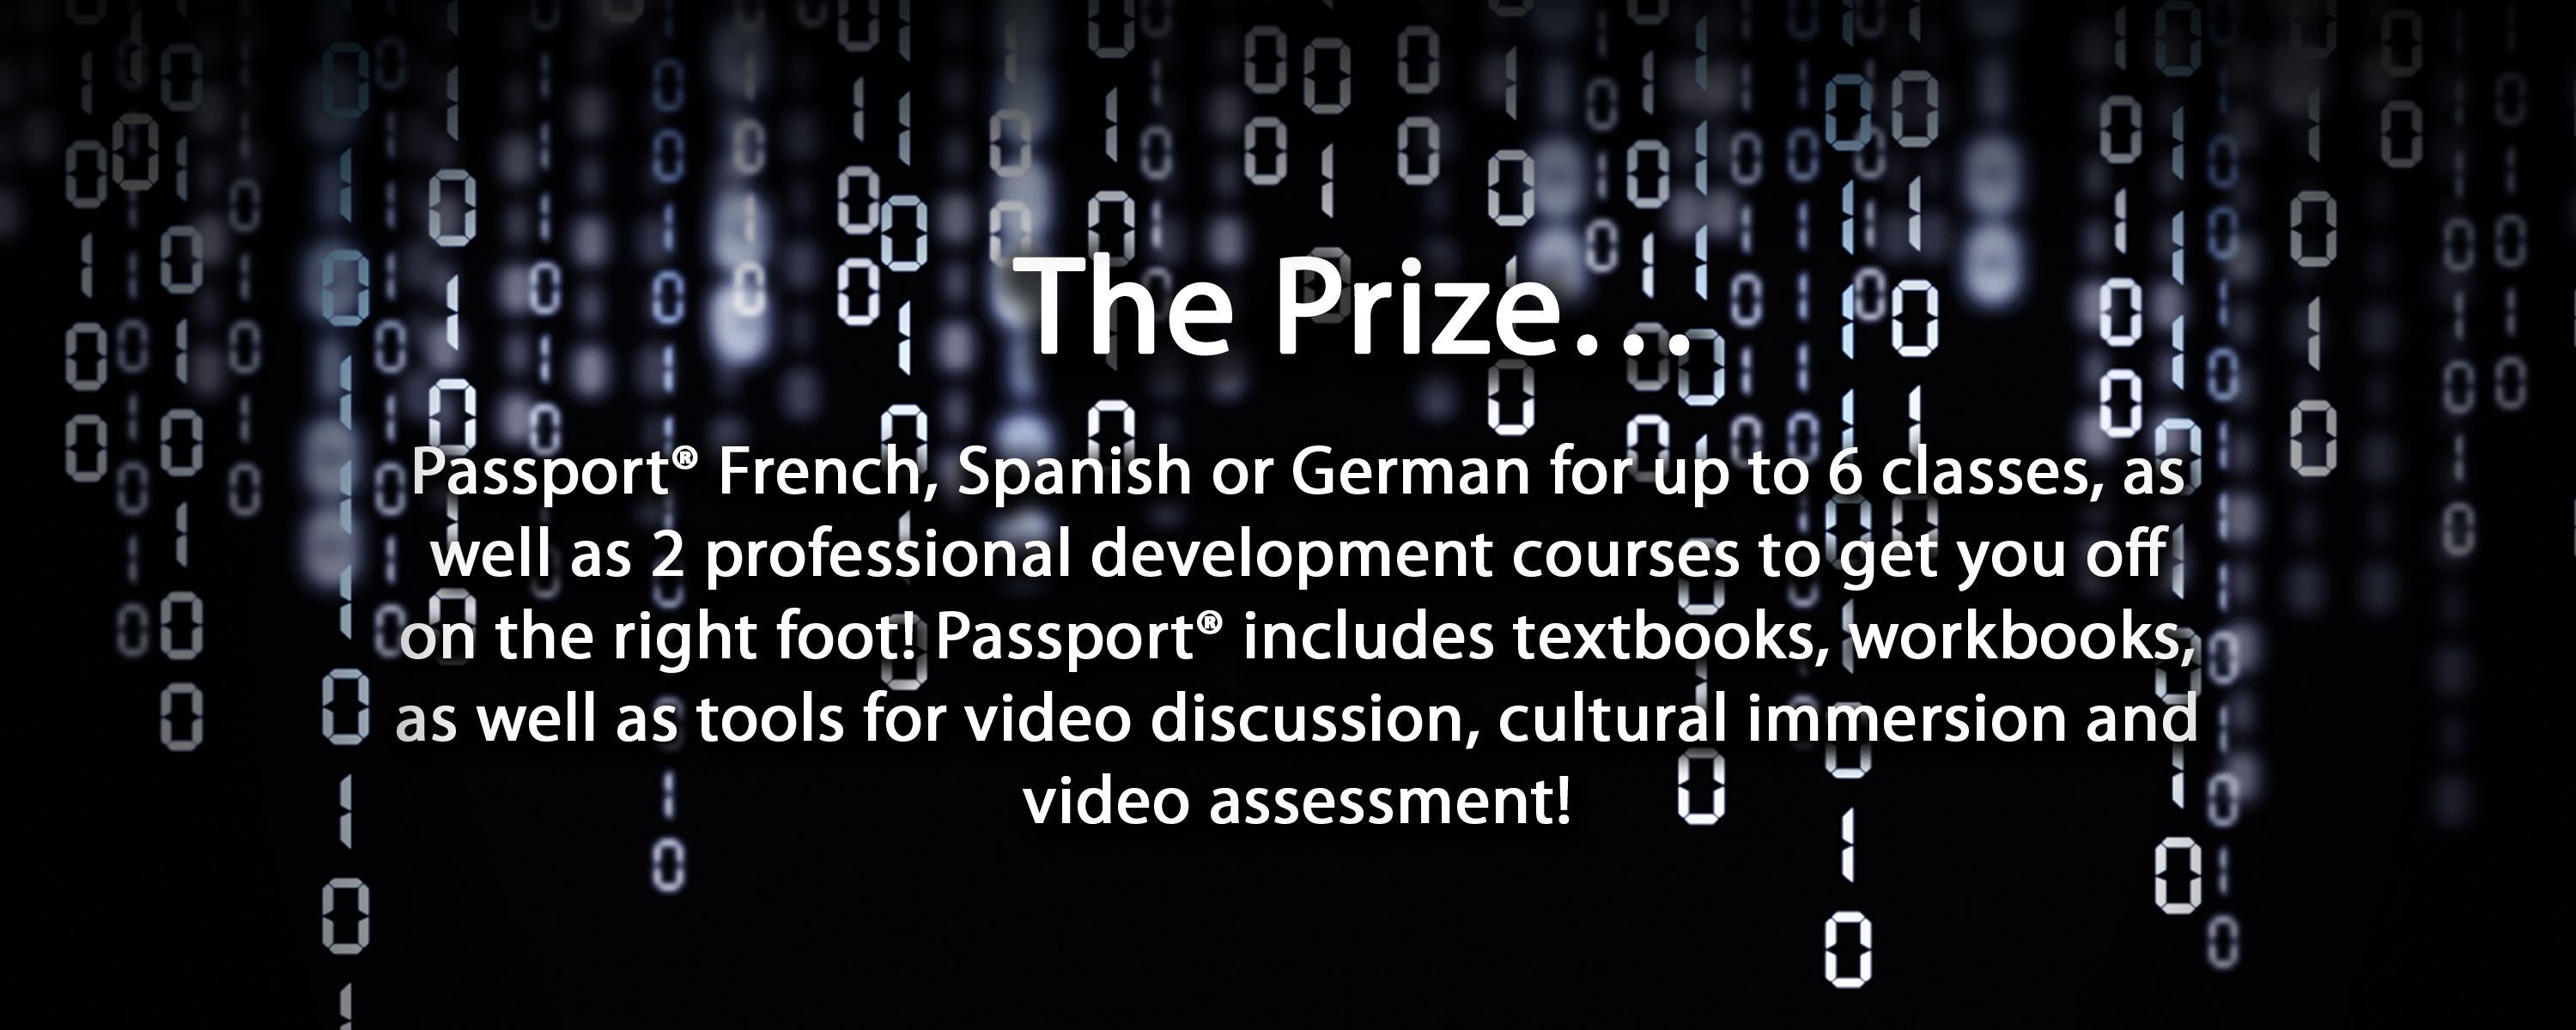 The Prize...
Passport® French, Spanish or German for up to 6 classes, as
well as 2 professional development courses to get you off
on the right foot! Passport® includes textbooks, workbooks,
as well as tools for video discussion, cultural immersion and
video assessment!